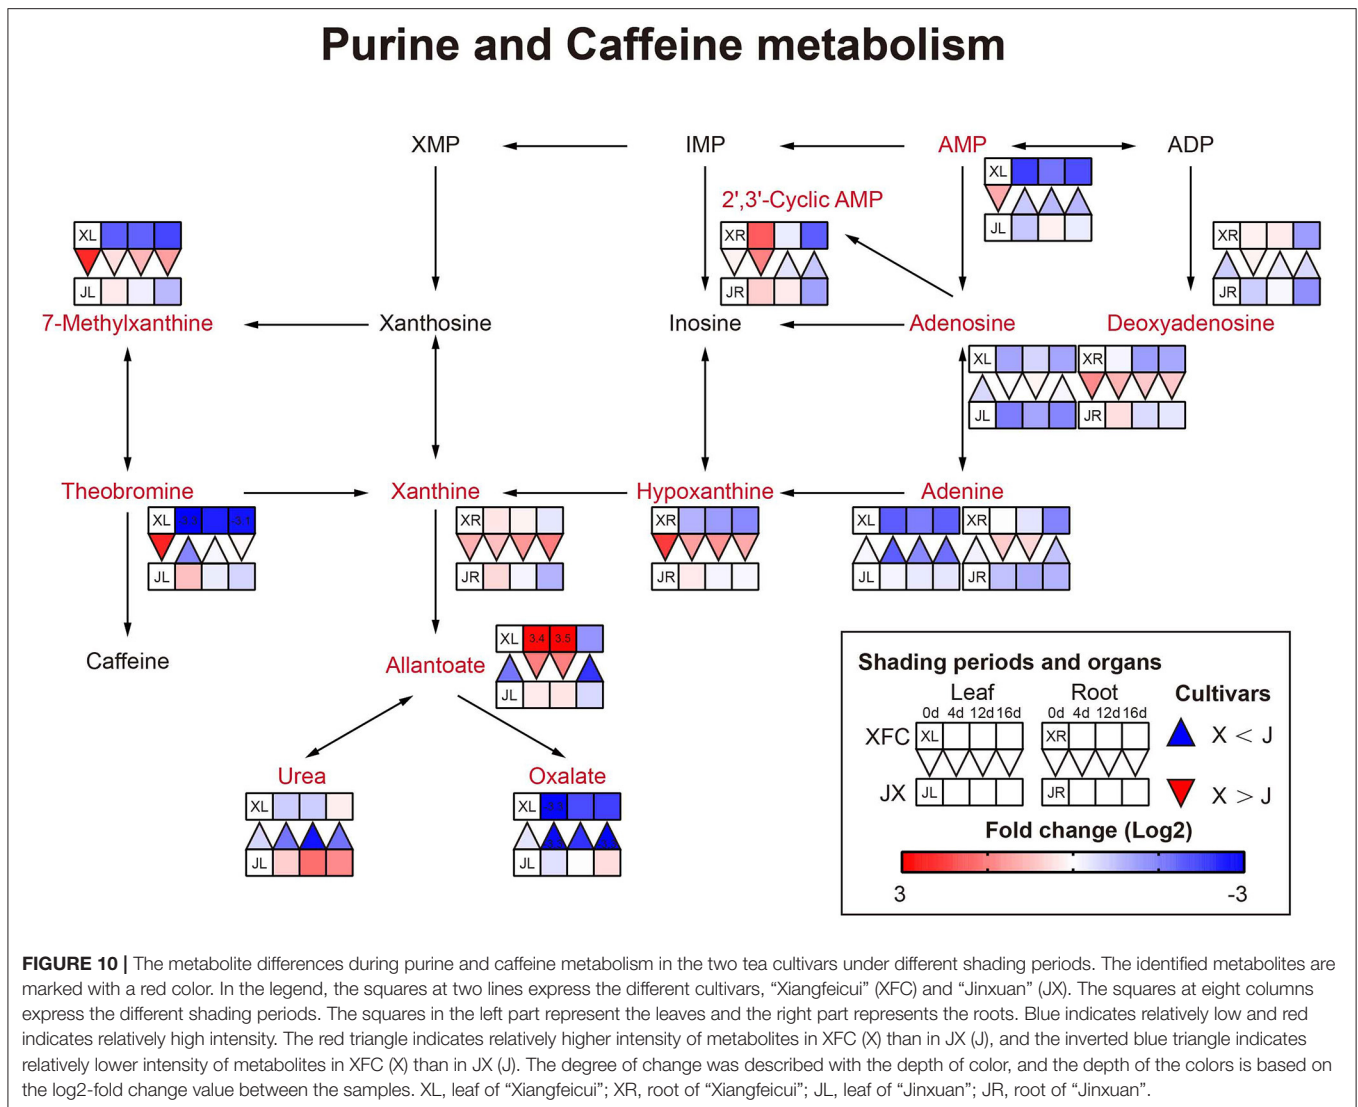 Purine and Caffeine metabolism
XMP
IMP
AMP
ADP
XL
JL
2',3'-Cyclic AMP
XR
JR
XR
JR
XL
JL
7-Methylxanthine
Xanthosine
Inosine
Adenosine
Deoxyadenosine
XL
JL
XR
JR
Theobromine
Xanthine
Hypoxanthine
Adenine
XL
-3.1
JL
XR
JR
XR
JR
XL
JL
XR
JR
Caffeine
Allantoate
XL 3.4 3.5
JL
Urea
Oxalate
XL
JL
XL
JL
Shading periods and organs
Leaf Root Cultivars
0d 4d 12d 16d 0d 4d 12d 16d
XFC XL XR X < J
JX JL JR X > J
Fold change (Log2)
3 -3
FIGURE 10 | The metabolite differences during purine and caffeine metabolism in the two tea cultivars under different shading periods. The identified metabolites are
marked with a red color. In the legend, the squares at two lines express the different cultivars, “Xiangfeicui” (XFC) and “Jinxuan” (JX). The squares at eight columns
express the different shading periods. The squares in the left part represent the leaves and the right part represents the roots. Blue indicates relatively low and red
indicates relatively high intensity. The red triangle indicates relatively higher intensity of metabolites in XFC (X) than in JX (J), and the inverted blue triangle indicates
relatively lower intensity of metabolites in XFC (X) than in JX (J). The degree of change was described with the depth of color, and the depth of the colors is based on
the log2-fold change value between the samples. XL, leaf of “Xiangfeicui”; XR, root of “Xiangfeicui”; JL, leaf of “Jinxuan”; JR, root of “Jinxuan”.